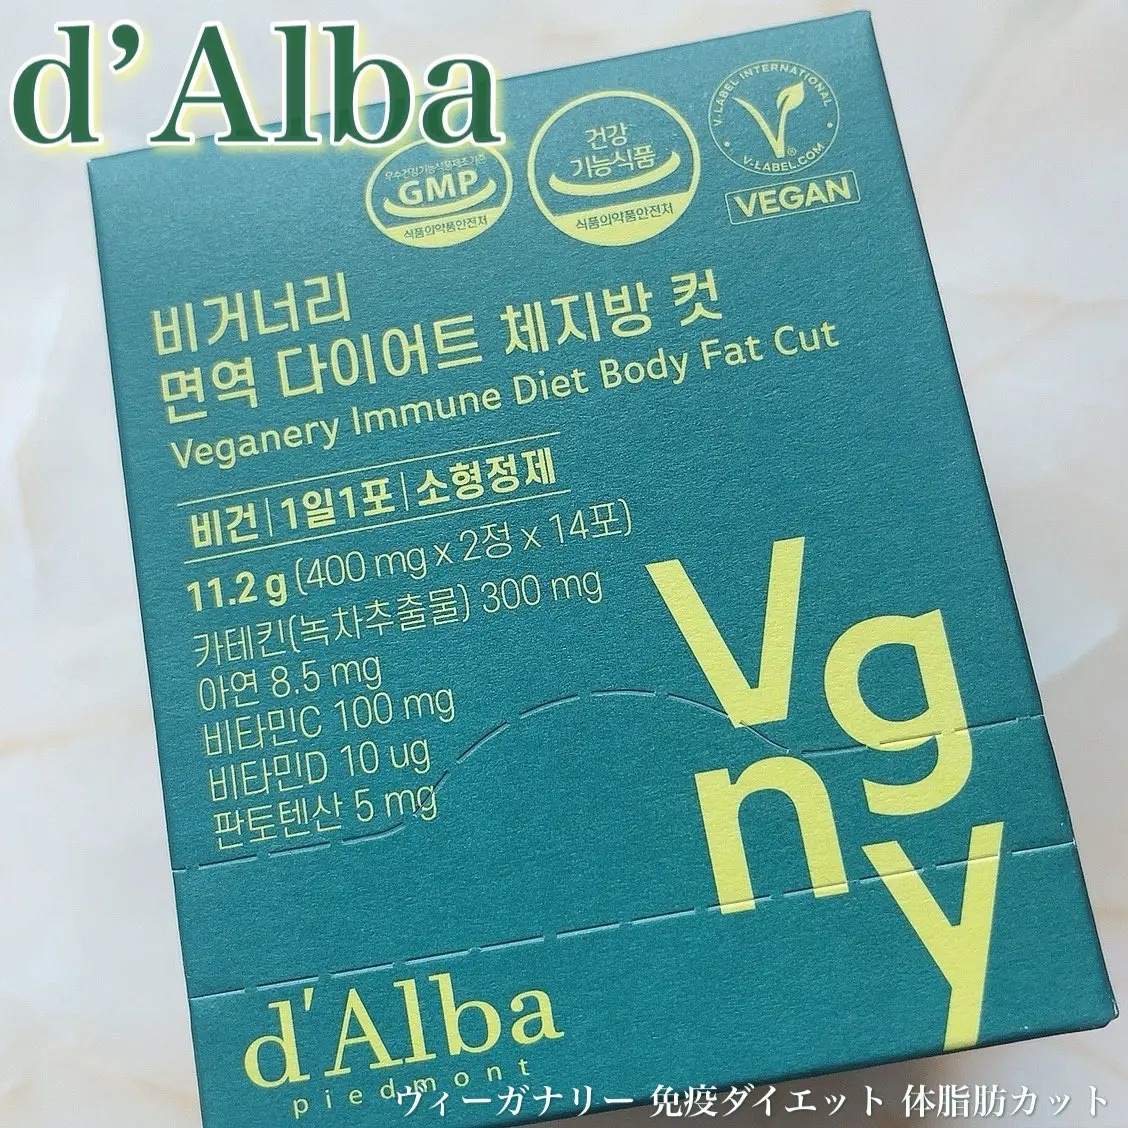 d'Alba
우수건강기능식품제조기준
GMP
식품의약품안전처
건강
기능식품
식품의약품안전처
V-LABEL INTERNATIONAL
V-LABEL.COM
VEGAN
비거너리
면역 다이어트 체지방 컷
Veganery Immune Diet Body Fat Cut
비건|1일1포|소형정제
11.2 g (400 mg x 2정 x 14포)
카테킨(녹차추출물) 300 mg
아연 8.5 mg
비타민C 100 mg
비타민D 10 ug
판토텐산 5 mg
Vg
ny
d'Alba
piedmont
ヴィーガナリー 免疫ダイエット 体脂肪カット